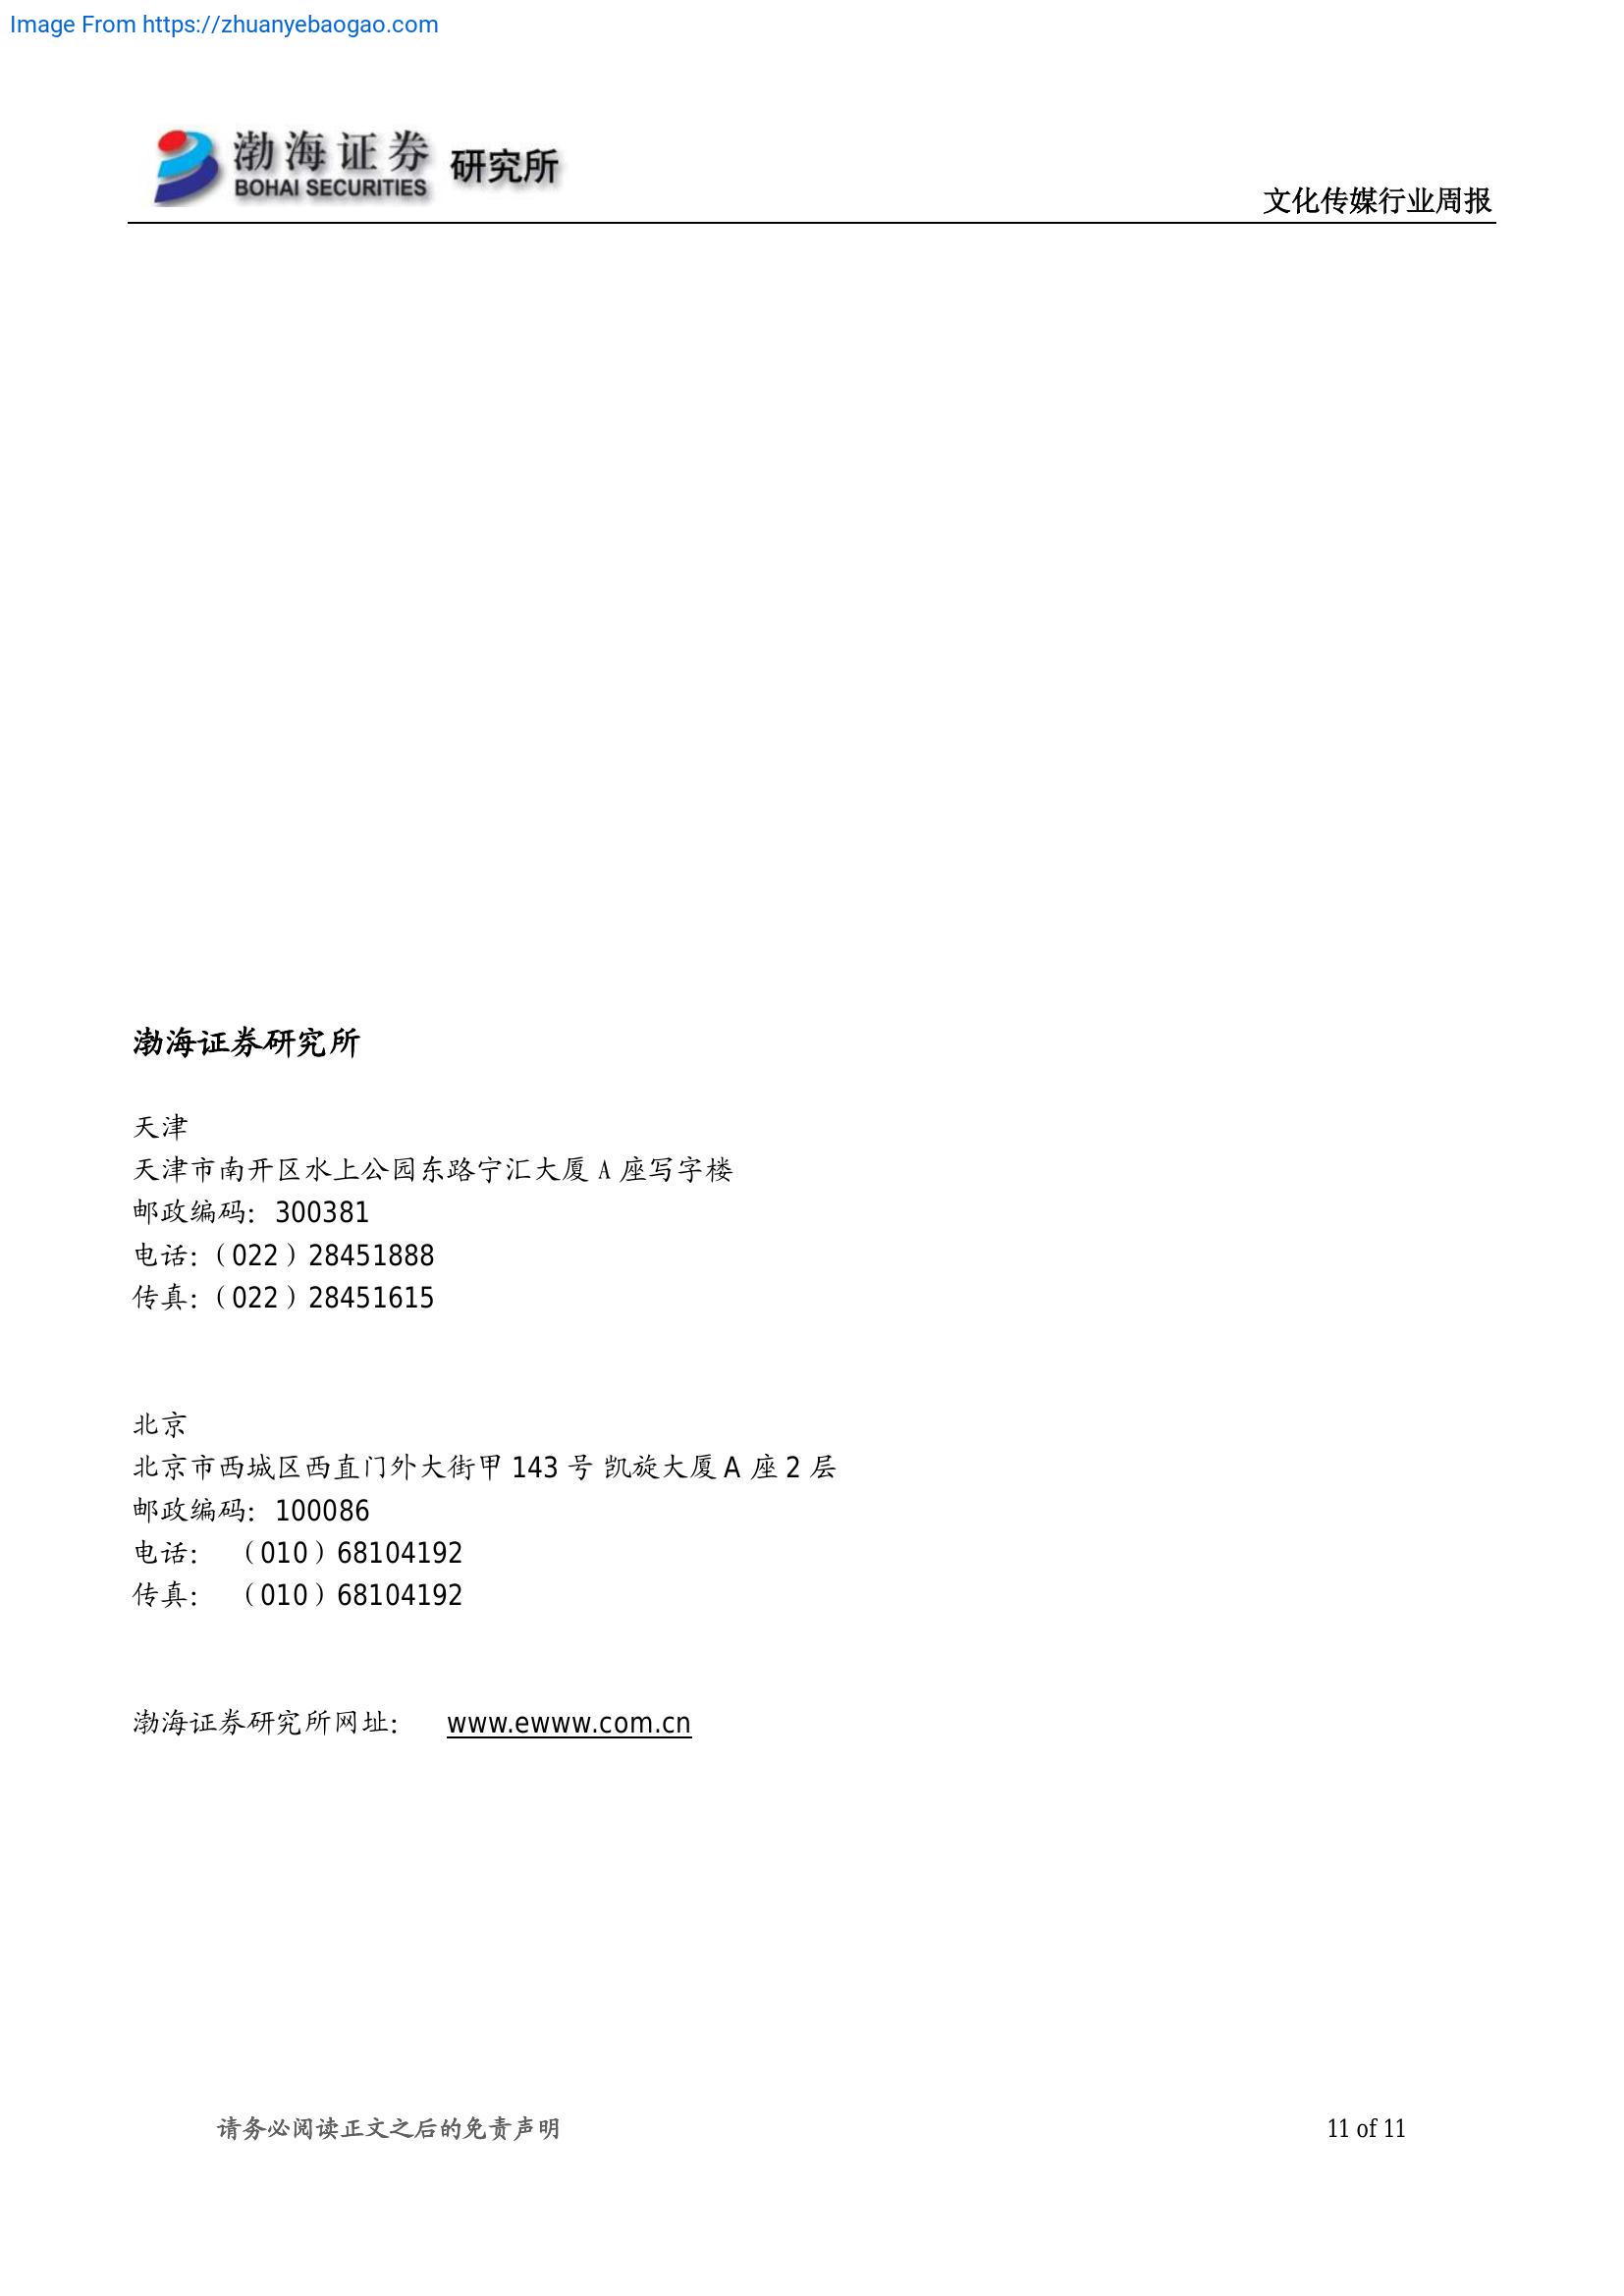 Image From https://zhuanyebaogao.com
渤海证券 研究所
BOHAI SECURITIES
文化传媒行业周报
渤海证券研究所
天津
天津市南开区水上公园东路宁汇大厦 A 座写字楼
邮政编码：300381
电话：（022）28451888
传真：（022）28451615
北京
北京市西城区西直门外大街甲 143 号 凯旋大厦 A 座 2 层
邮政编码：100086
电话： （010）68104192
传真： （010）68104192
渤海证券研究所网址： www.ewww.com.cn
请务必阅读正文之后的免责声明 11 of 11